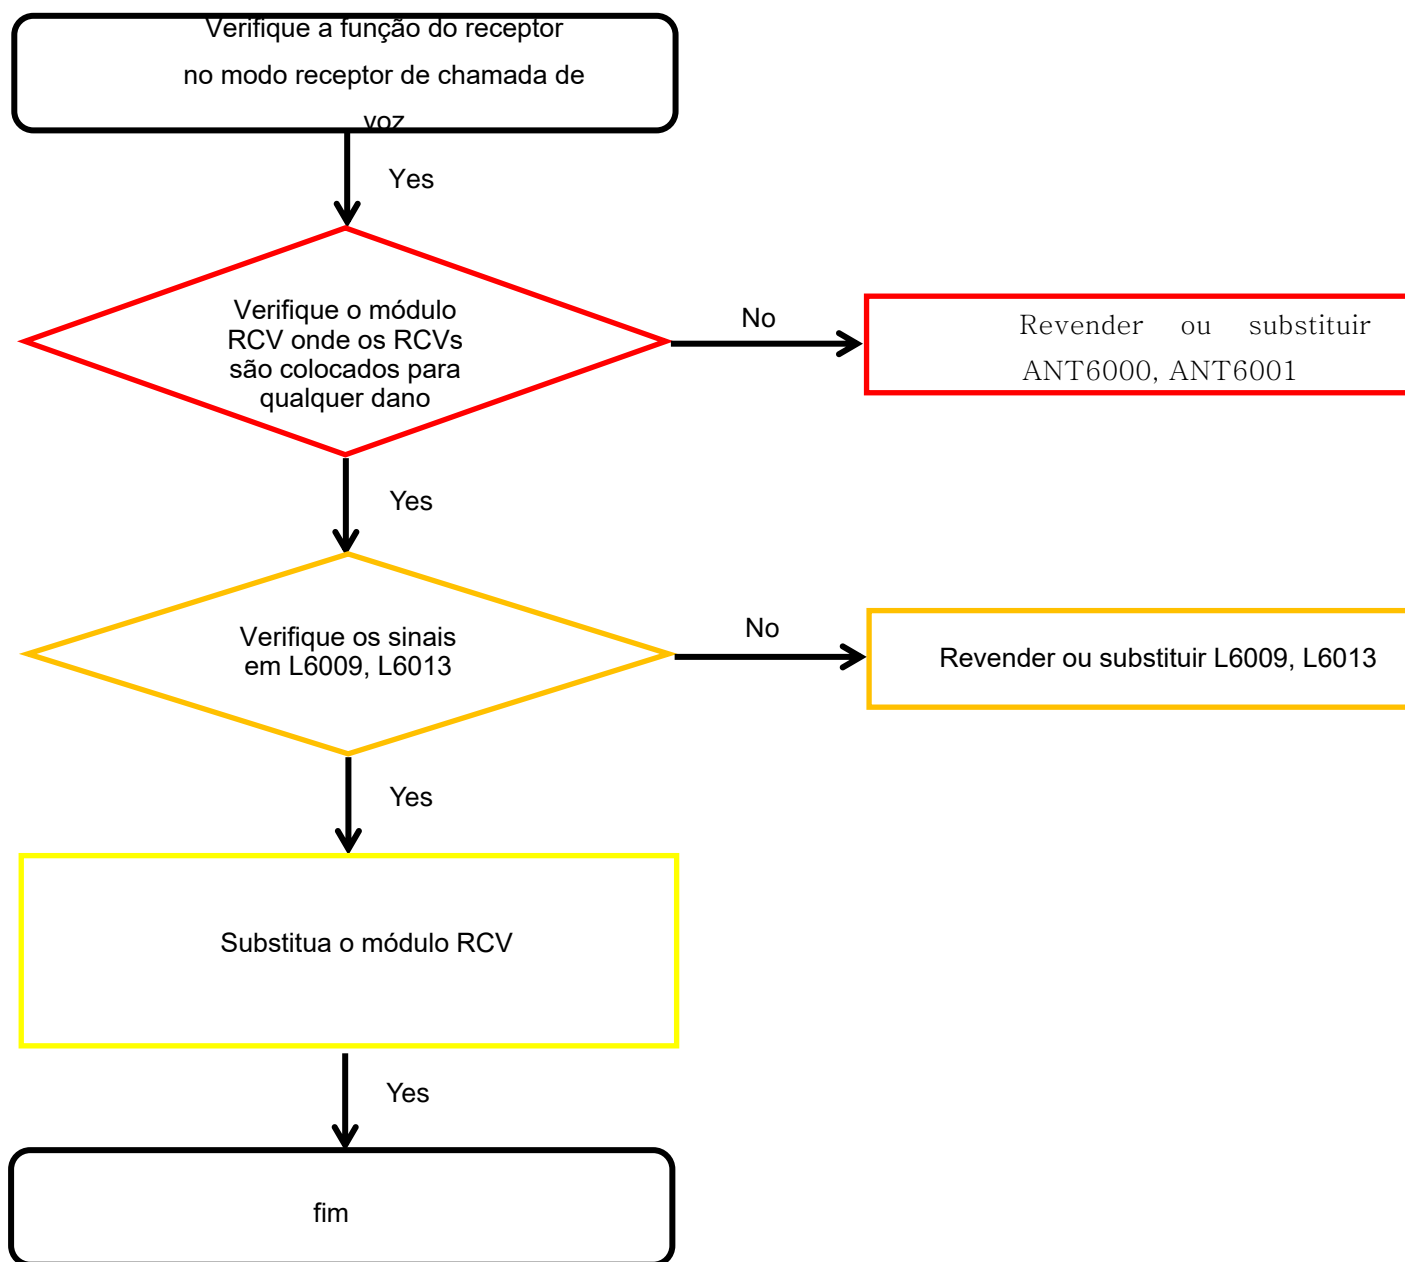 Verifique a função do receptor
no modo receptor de chamada de
voz
Yes
Verifique o módulo
RCV onde os RCVs
são colocados para
qualquer dano
No
Revender ou substituir
ANT6000, ANT6001
Yes
Verifique os sinais
em L6009, L6013
No
Revender ou substituir L6009, L6013
Yes
Substitua o módulo RCV
Yes
fim